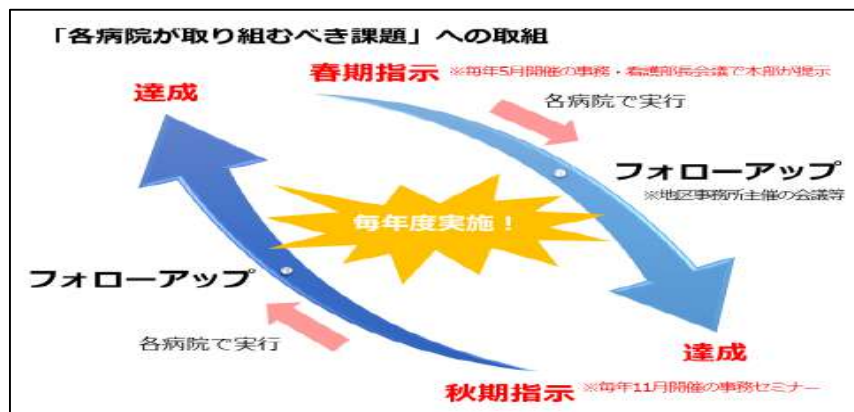 「各病院が取り組むべき課題」への取組
春期指示 ※毎年5月開催の事務・看護部長会議で本部が提示
達成
各病院で実行
フォローアップ
※地区事務所主催の会議等
毎年度実施！
フォローアップ
各病院で実行
達成
秋期指示 ※毎年11月開催の事務セミナー